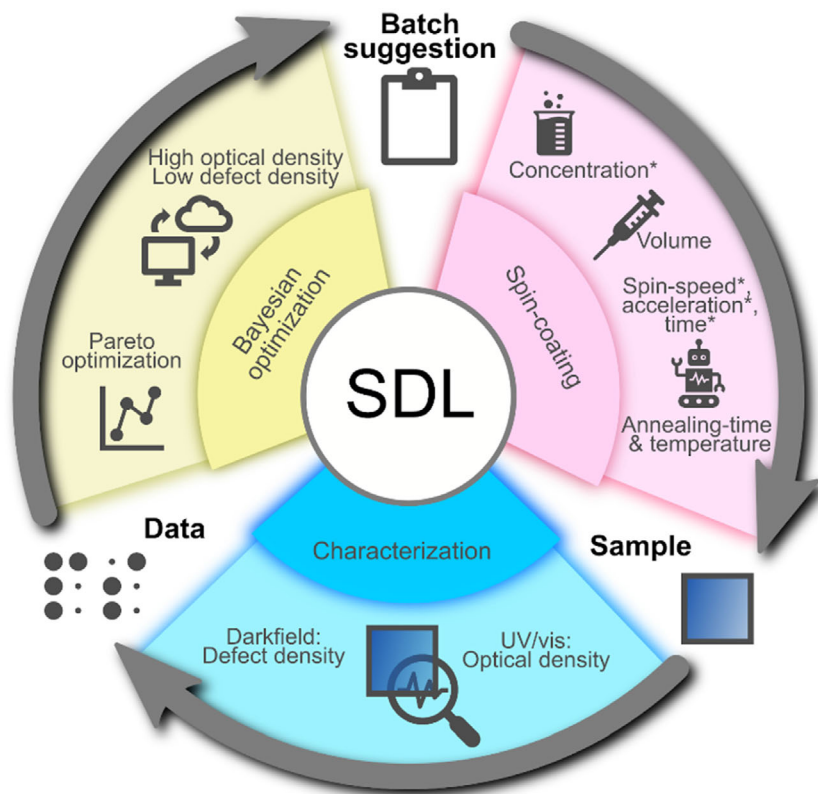 Batch
suggestion
Concentration*
Volume
Spin-speed*,
acceleration*,
time*
Annealing-time
& temperature
Spin-coating
Sample
Characterization
Darkfield:
Defect density
UV/vis:
Optical density
Data
High optical density
Low defect density
Pareto
optimization
Bayesian
optimization
SDL